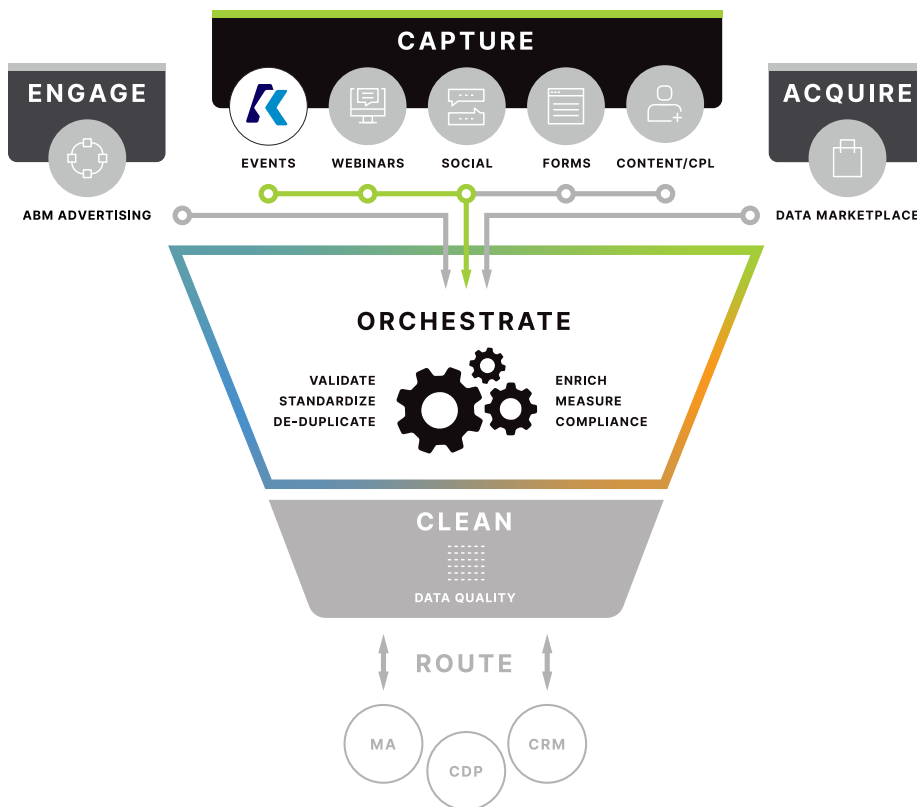 CAPTURE
ENGAGE
ACQUIRE
EVENTS
WEBINARS
SOCIAL
FORMS
CONTENT/CPL
ABM ADVERTISING
DATA MARKETPLACE
ORCHESTRATE
VALIDATE
STANDARDIZE
DE-DUPLICATE
ENRICH
MEASURE
COMPLIANCE
CLEAN
DATA QUALITY
ROUTE
MA
CDP
CRM